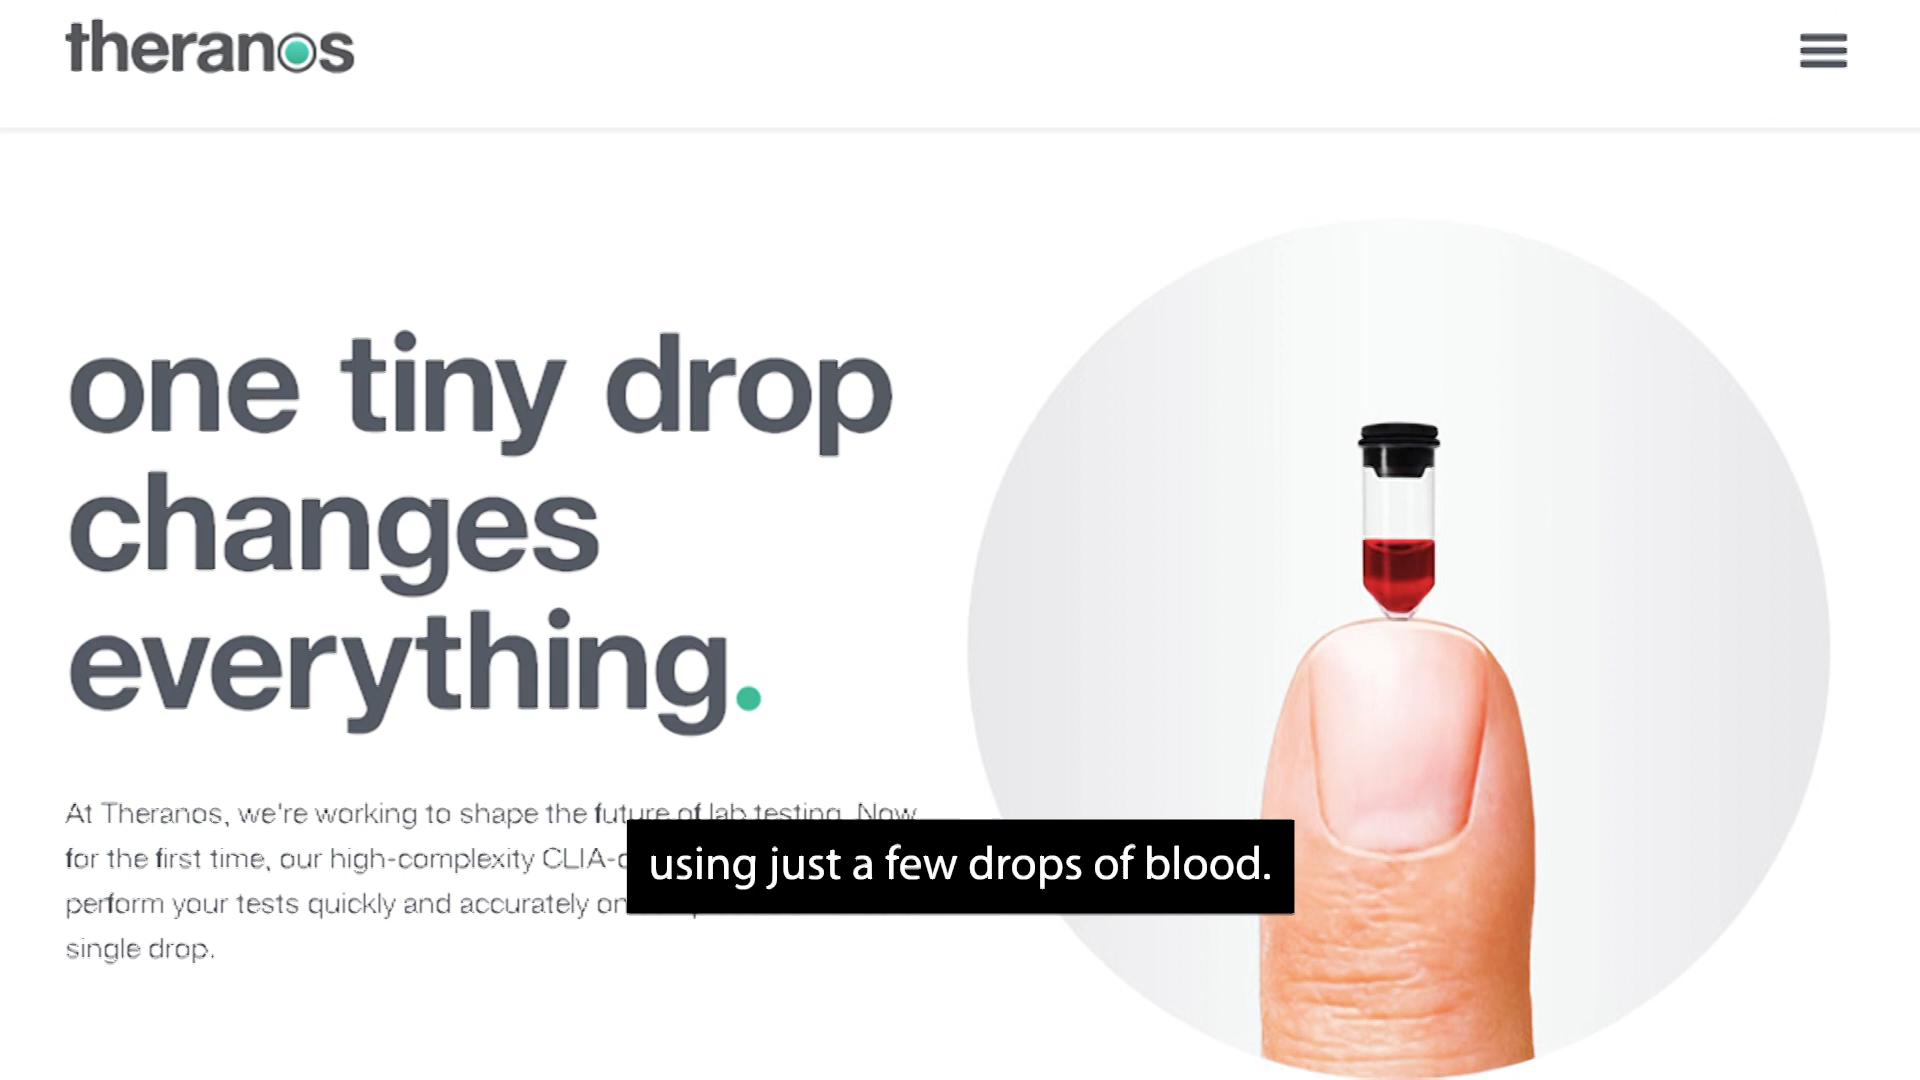 theranos
one tiny drop
changes
everything.
At Theranos, we're working to shape the future of lab testing. Now
for the first time, our high-complexity CLIA-
perform your tests quickly and accurately on
single drop.
using just a few drops of blood.